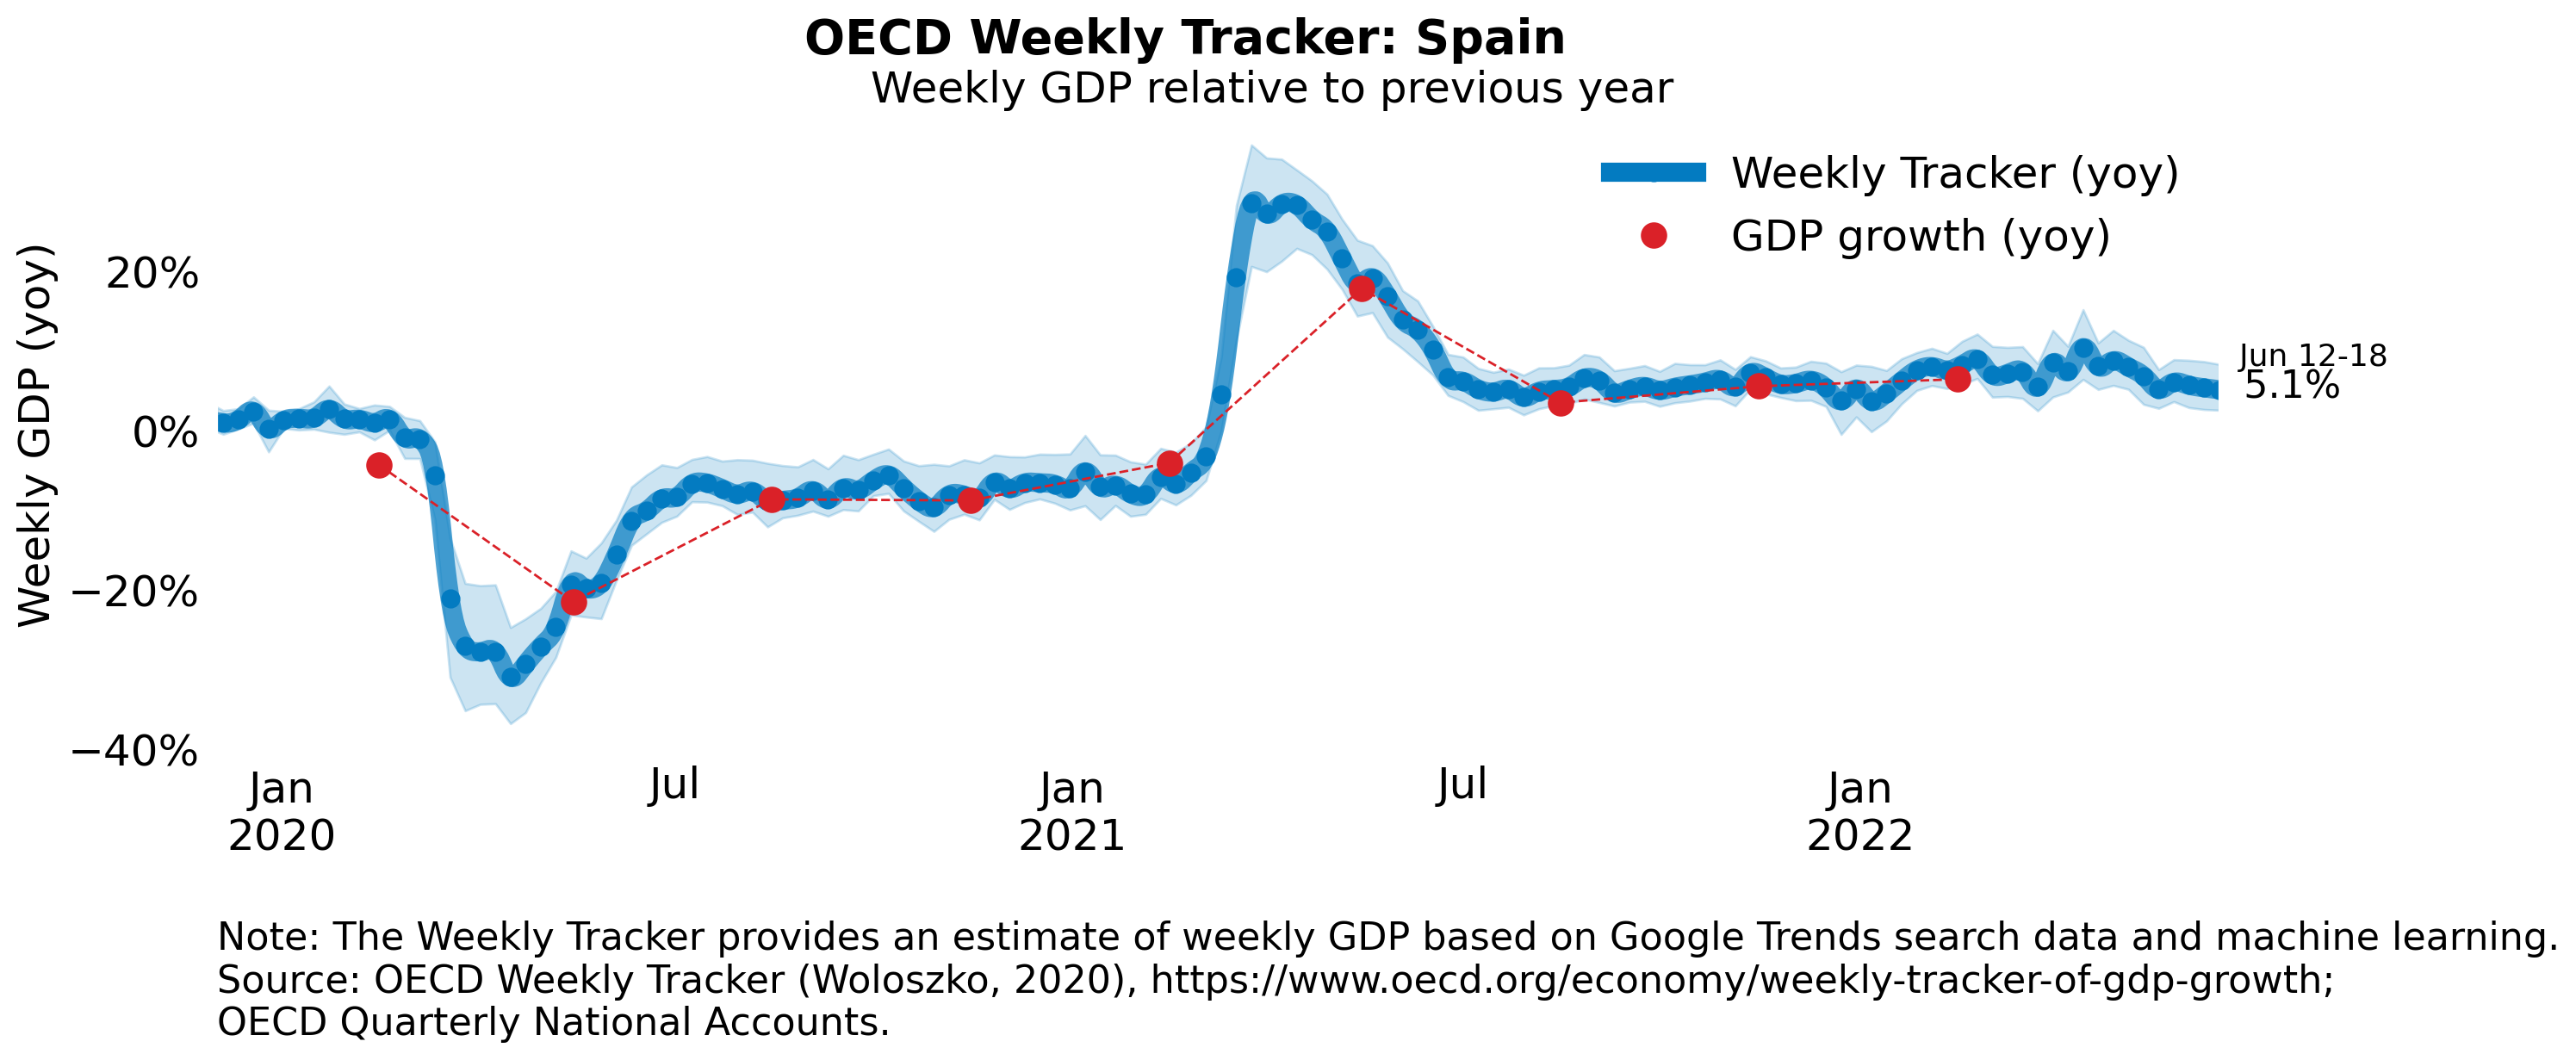 OECD Weekly Tracker: Spain
Weekly GDP relative to previous year
Weekly Tracker (yoy)
GDP growth (yoy)
Weekly GDP (yoy)
20%
0%
−20%
−40%
Jun 12-18
5.1%
Jan
2020
Jul
Jan
2021
Jul
Jan
2022
Note: The Weekly Tracker provides an estimate of weekly GDP based on Google Trends search data and machine learning.
Source: OECD Weekly Tracker (Woloszko, 2020), https://www.oecd.org/economy/weekly-tracker-of-gdp-growth;
OECD Quarterly National Accounts.